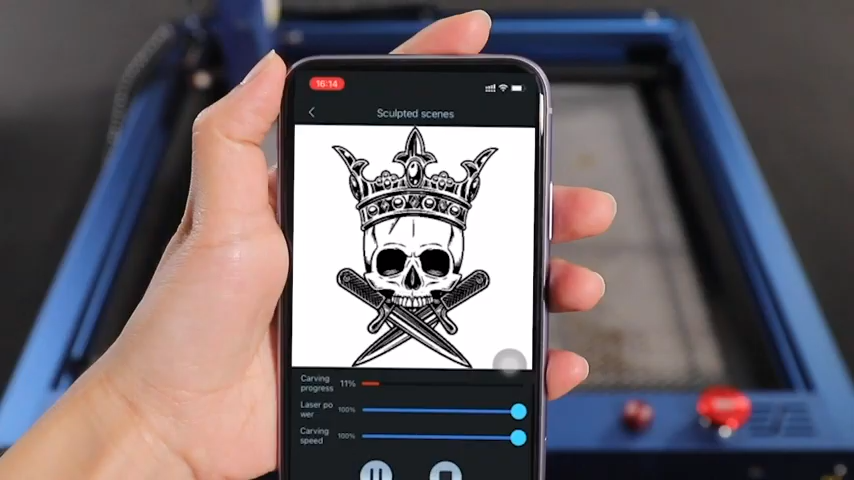 16:14
Sculpted scenes
Carving
progress
11%
Laser po
wer
100%
Carving
speed
100%